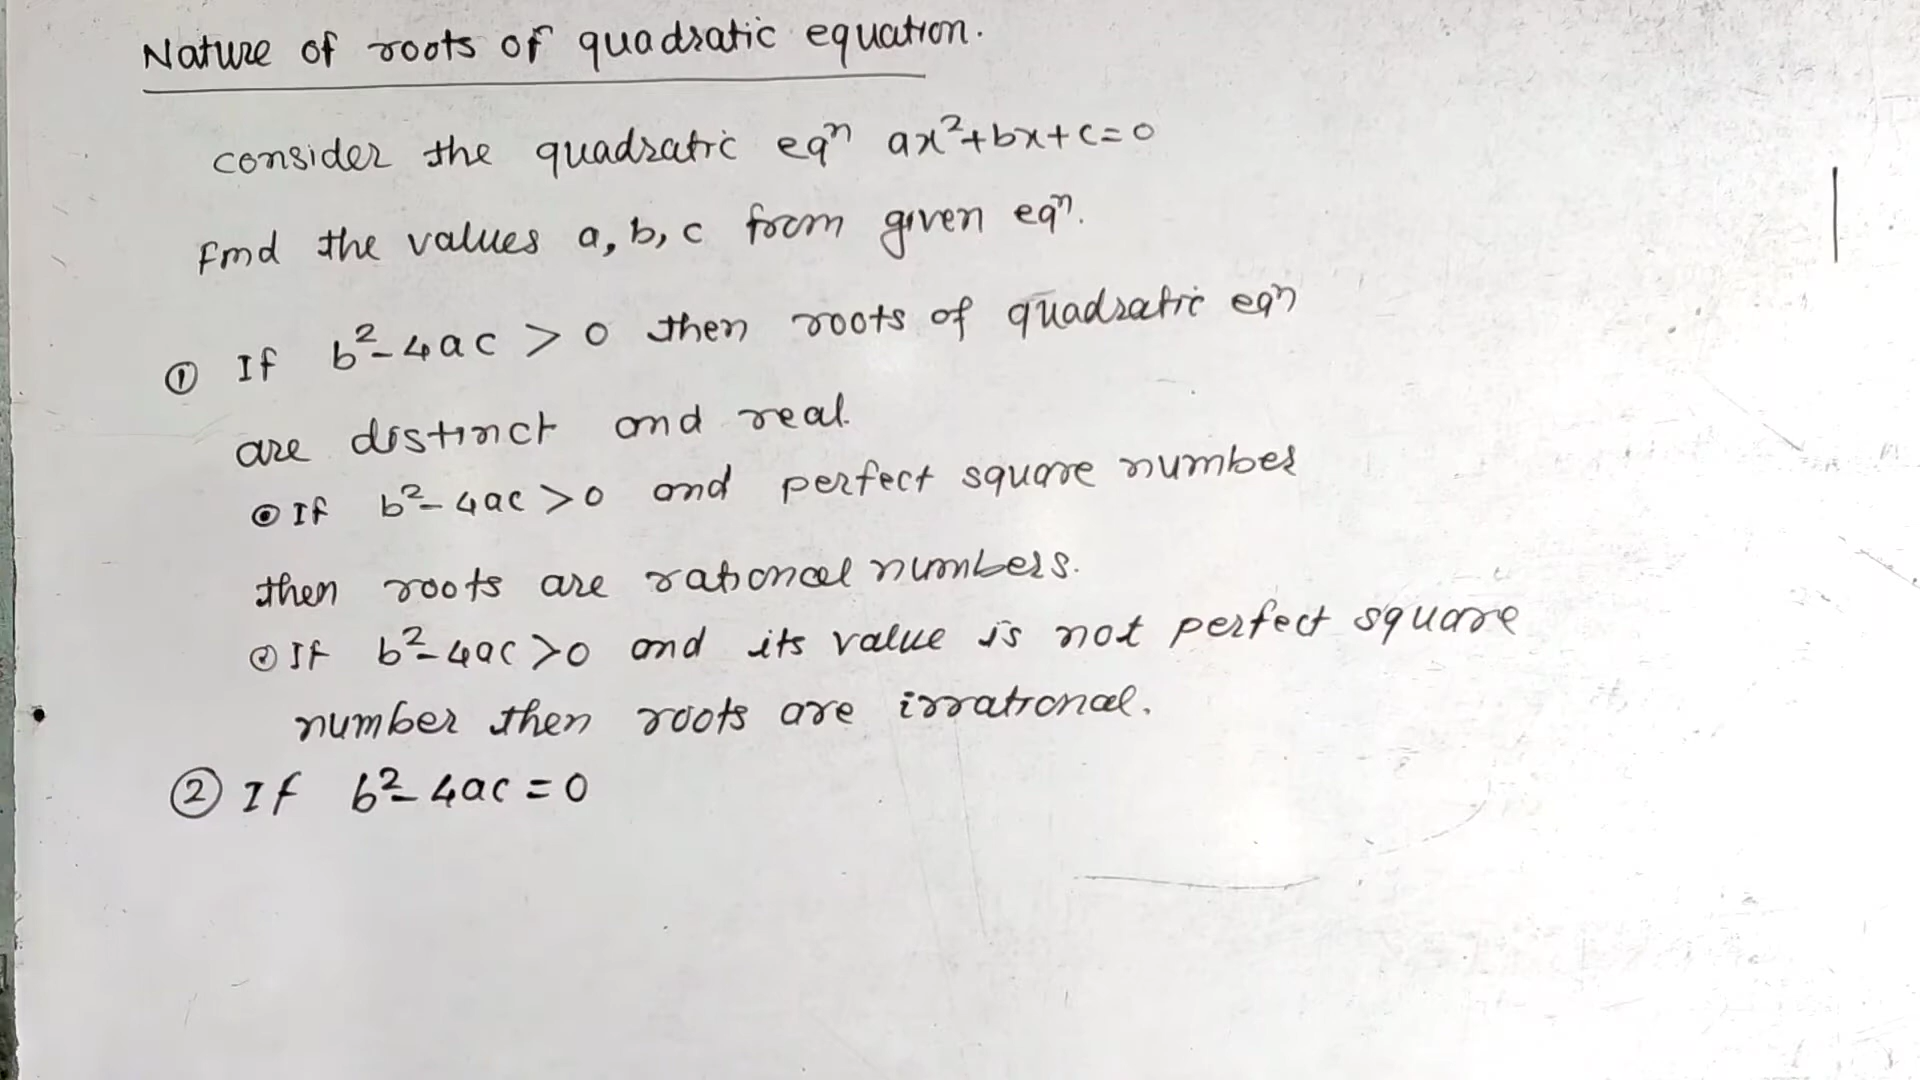 Nature of roots of quadratic equation.
consider the quadratic eqⁿ ax²+bx+c=0
Find the values a, b, c from given eqⁿ.
① If b²-4ac > 0 then roots of quadratic eqⁿ
are distinct and real.
⊙ If b²-4ac >0 and perfect square number
then roots are rational numbers.
② If b²-4ac >0 and its value is not perfect square
number then roots are irrational.
② If b²-4ac = 0